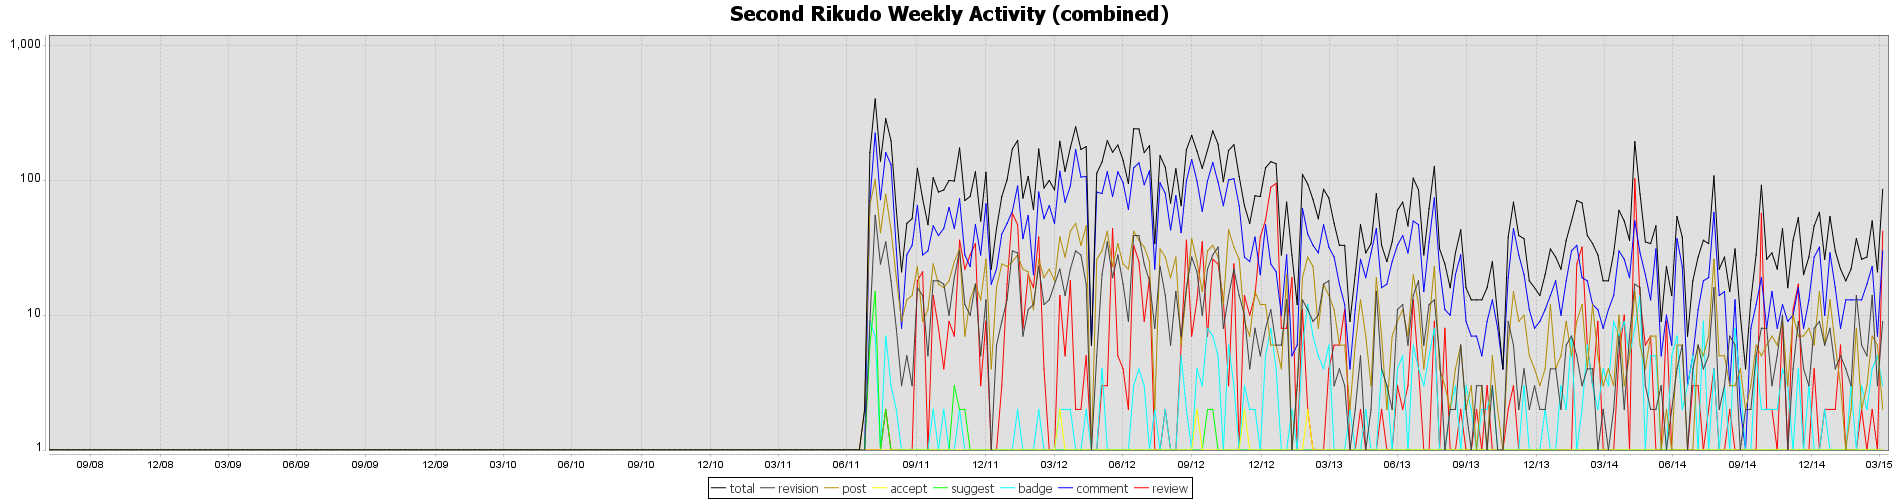 Second Rikudo Weekly Activity (combined)
1,000
100
10
1
09/08 12/08 03/09 06/09 09/09 12/09 03/10 06/10 09/10 12/10 03/11 06/11 09/11 12/11 03/12 06/12 09/12 12/12 03/13 06/13 09/13 12/13 03/14 06/14 09/14 12/14 03/15
total revision post accept suggest badge comment review